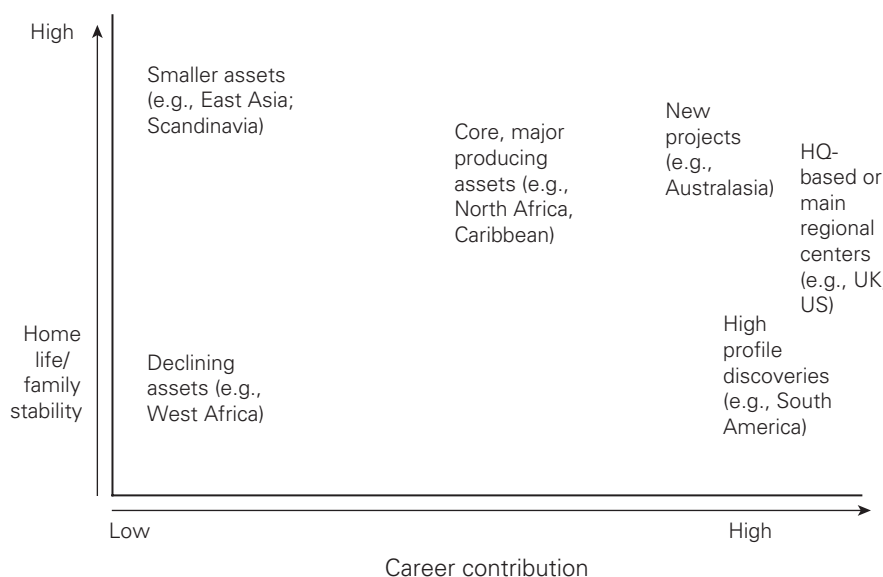 High
Smaller assets
(e.g., East Asia;
Scandinavia)
Core, major
producing
assets (e.g.,
North Africa,
Caribbean)
New
projects
(e.g.,
Australasia)
HQ-
based or
main
regional
centers
(e.g., UK
US)
Home
life/
family
stability
Declining
assets (e.g.,
West Africa)
High
profile
discoveries
(e.g., South
America)
Low
High
Career contribution